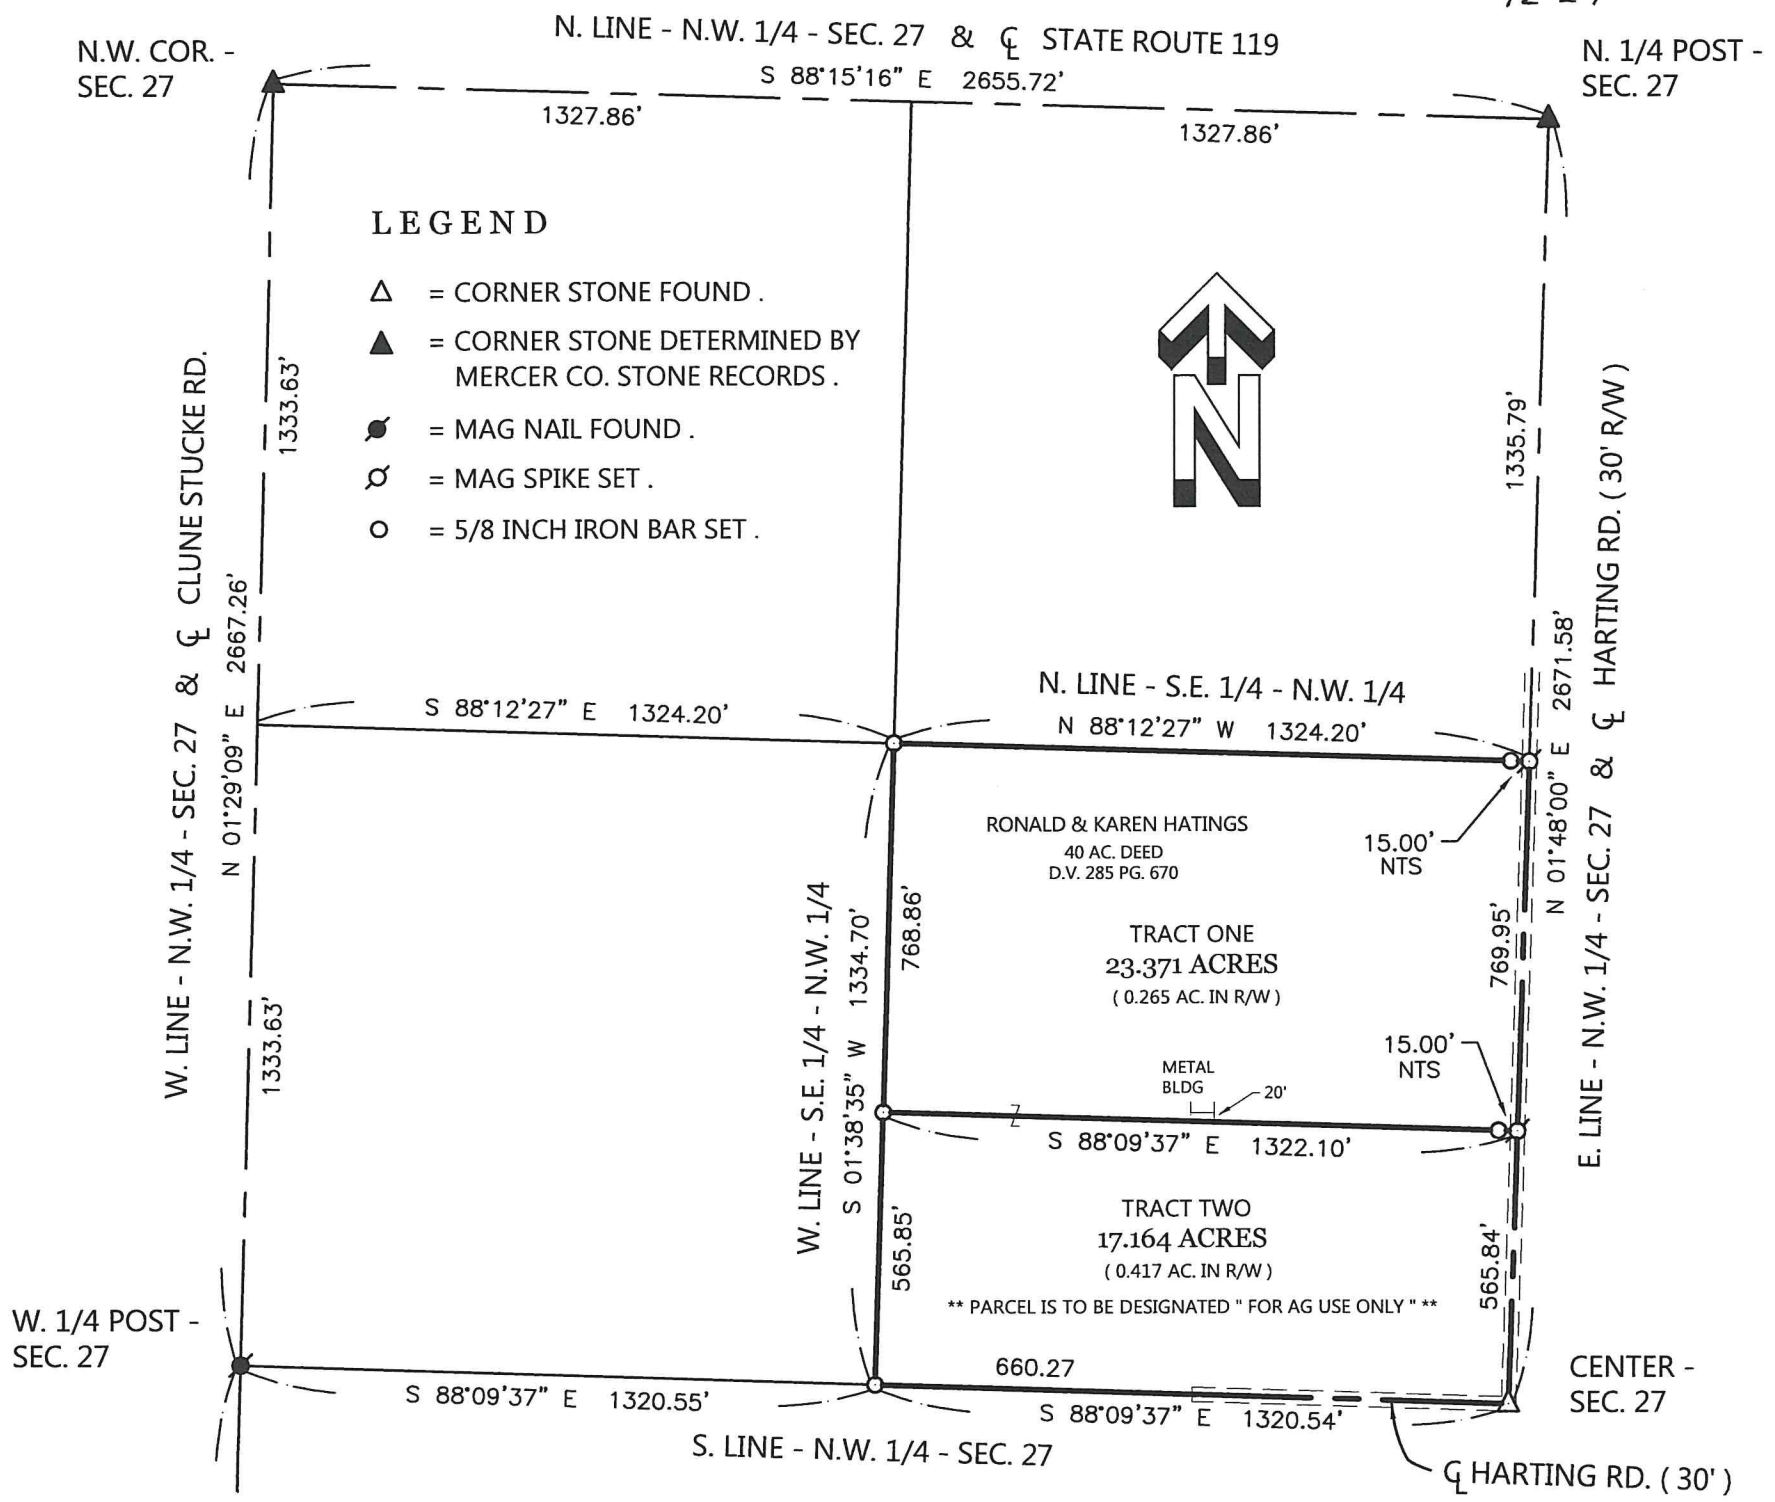 N. LINE - N.W. 1/4 - SEC. 27 & ℄ STATE ROUTE 119
S 88°15'16" E 2655.72'
N.W. COR. -
SEC. 27
N. 1/4 POST -
SEC. 27
1327.86'
1327.86'
LEGEND
△ = CORNER STONE FOUND .
▲ = CORNER STONE DETERMINED BY
MERCER CO. STONE RECORDS .
= MAG NAIL FOUND .
= MAG SPIKE SET .
○ = 5/8 INCH IRON BAR SET .
N
W. LINE - N.W. 1/4 - SEC. 27 & ℄ CLUNE STUCKE RD.
N 01°29'09" E 2667.26'
1333.63'
1333.63'
1335.79'
E. LINE - N.W. 1/4 - SEC. 27 & ℄ HARTING RD. ( 30' R/W )
N 01°48'00" E 2671.58'
N. LINE - S.E. 1/4 - N.W. 1/4
S 88°12'27" E 1324.20'
N 88°12'27" W 1324.20'
RONALD & KAREN HATINGS
40 AC. DEED
D.V. 285 PG. 670
15.00'
NTS
W. LINE - S.E. 1/4 - N.W. 1/4
S 01°38'35" W 1334.70'
768.86'
TRACT ONE
23.371 ACRES
( 0.265 AC. IN R/W )
769.95'
15.00'
NTS
METAL
BLDG
20'
Z
S 88°09'37" E 1322.10'
565.85'
TRACT TWO
17.164 ACRES
( 0.417 AC. IN R/W )
** PARCEL IS TO BE DESIGNATED " FOR AG USE ONLY " **
565.84'
W. 1/4 POST -
SEC. 27
660.27
CENTER -
SEC. 27
S 88°09'37" E 1320.55'
S 88°09'37" E 1320.54'
S. LINE - N.W. 1/4 - SEC. 27
℄ HARTING RD. ( 30' )